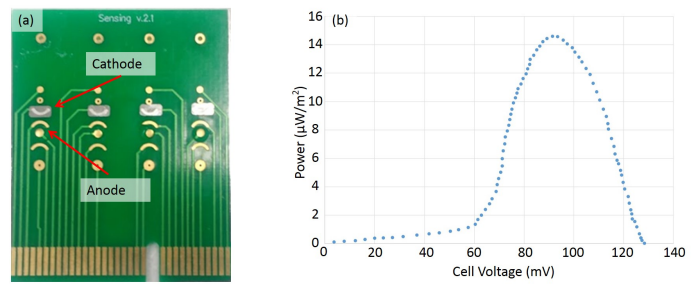 (a)
Sensing v.2.1
Cathode
Anode
(b)
Power (µW/m²)
16
14
12
10
8
6
4
2
0
0 20 40 60 80 100 120 140
Cell Voltage (mV)